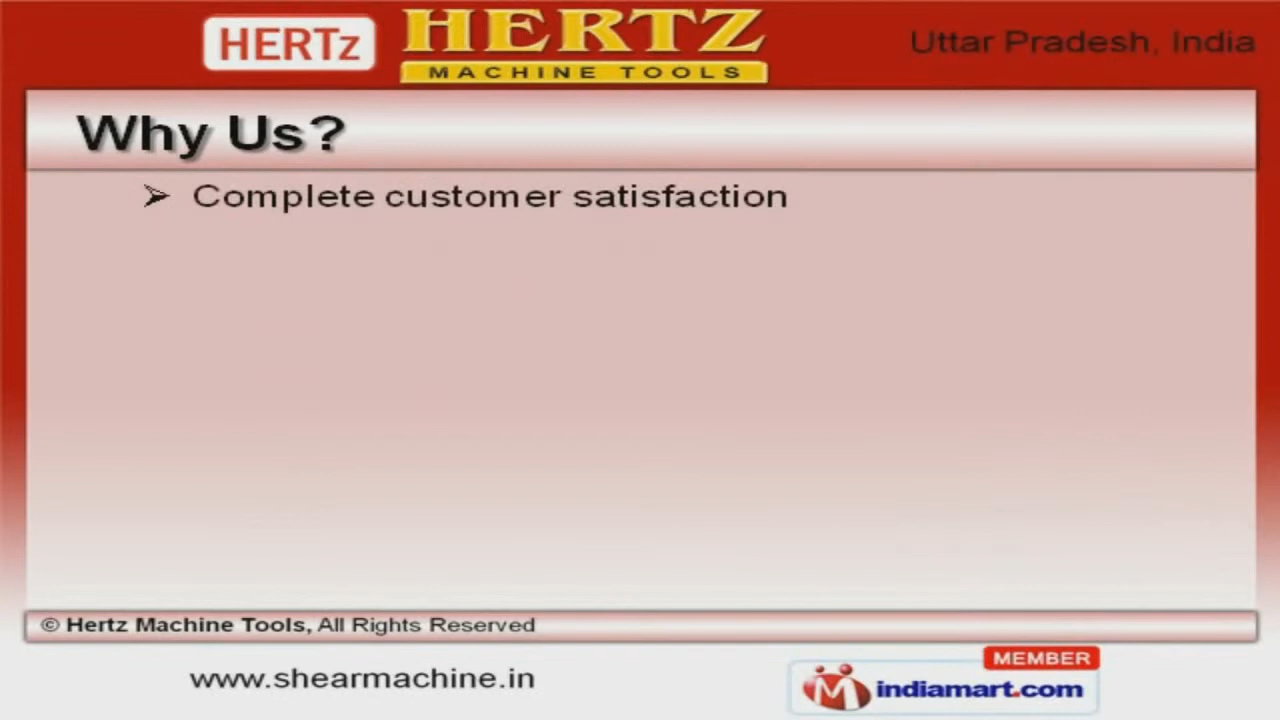 HERTz
HERTZ
MACHINE TOOLS
Uttar Pradesh, India
Why Us?
➢ Complete customer satisfaction
© Hertz Machine Tools, All Rights Reserved
www.shearmachine.in
MEMBER
indiamart.com